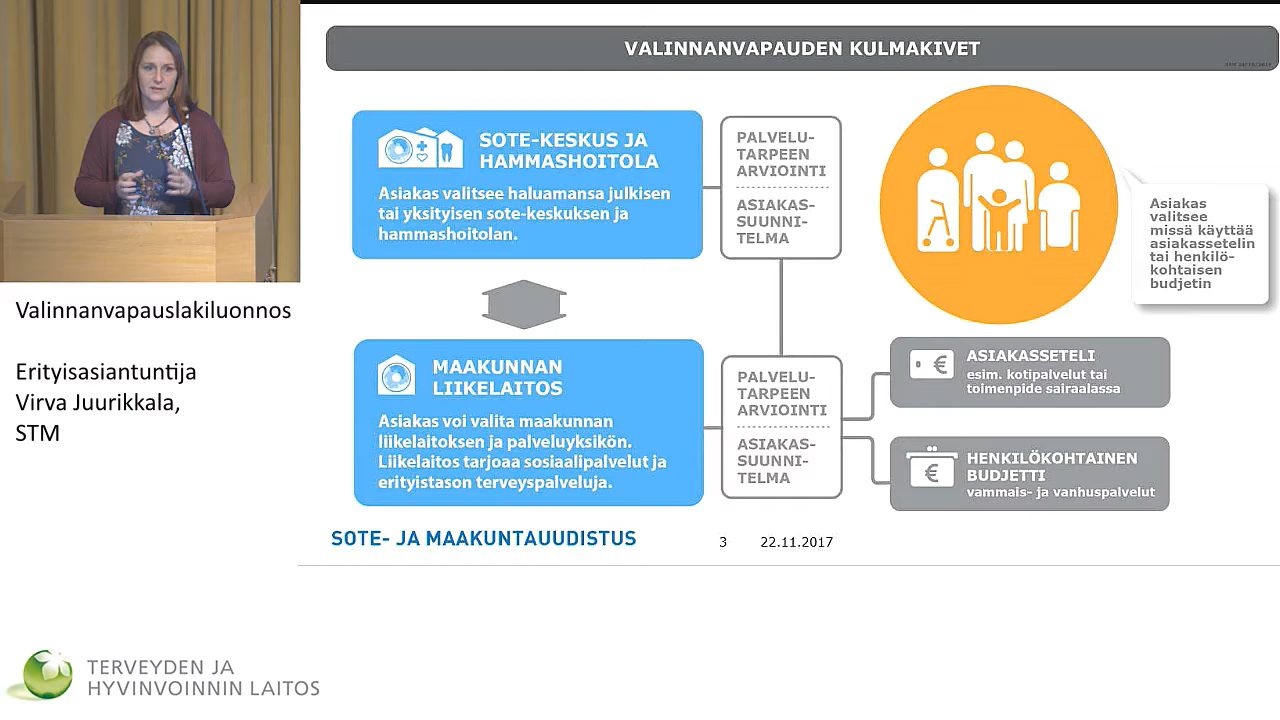 VALINNANVAPAUDEN KULMAKIVET
SOTE-KESKUS JA
HAMMASHOITOLA
Asiakas valitsee haluamansa julkisen
tai yksityisen sote-keskuksen ja
hammashoitolan.
PALVELU-
TARPEEN
ARVIOINTI
ASIAKAS-
SUUNNI-
TELMA
Asiakas
valitsee
missä käyttää
asiakassetelin
tai henkilö-
kohtaisen
budjetin
Valinnanvapauslakiluonnos
Erityisasiantuntija
Virva Juurikkala,
STM
MAAKUNNAN
LIIKELAITOS
Asiakas voi valita maakunnan
liikelaitoksen ja palveluyksikön.
Liikelaitos tarjoaa sosiaalipalvelut ja
erityistason terveyspalveluja.
PALVELU-
TARPEEN
ARVIOINTI
ASIAKAS-
SUUNNI-
TELMA
€
ASIAKASSETELI
esim. kotipalvelut tai
toimenpide sairaalassa
€
HENKILÖKOHTAINEN
BUDJETTI
vammais- ja vanhuspalvelut
SOTE- JA MAAKUNTAUUDISTUS
3 22.11.2017
TERVEYDEN JA
HYVINVOINNIN LAITOS